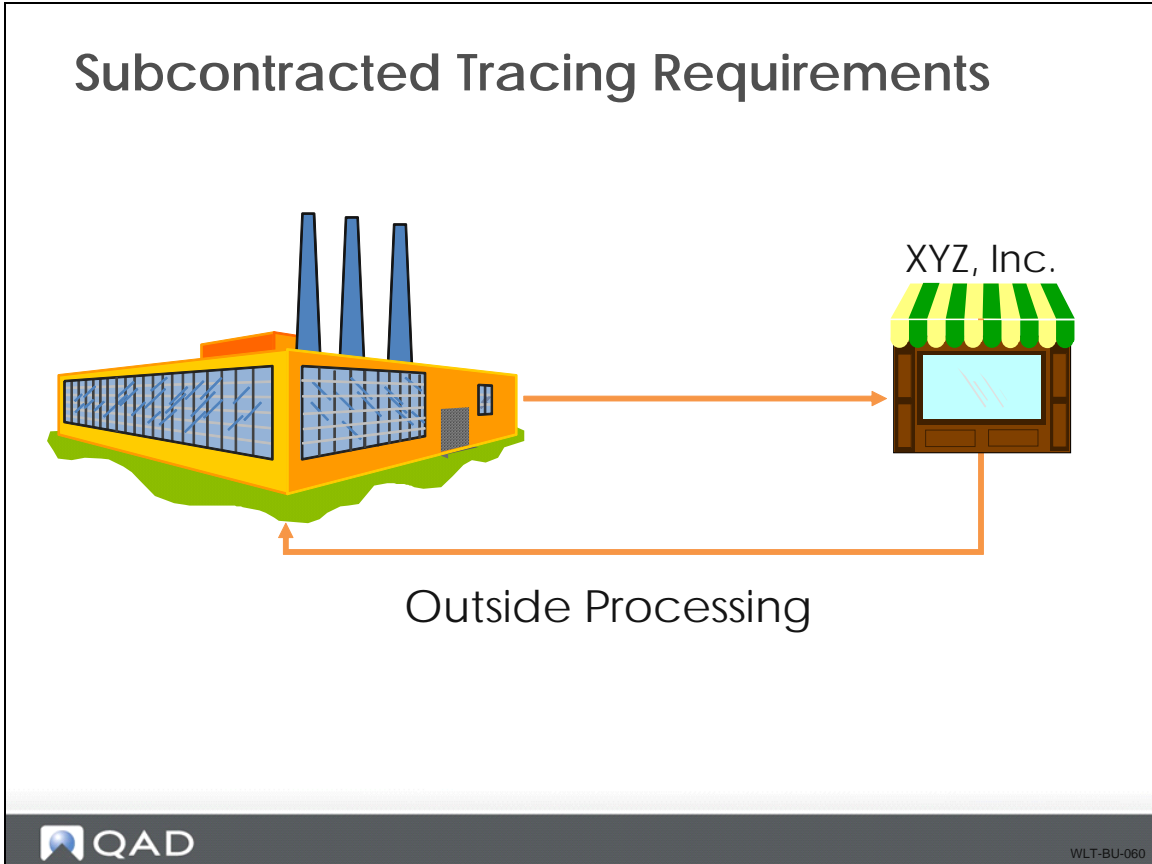 Subcontracted Tracing Requirements
XYZ, Inc.
Outside Processing
QAD
WLT-BU-060